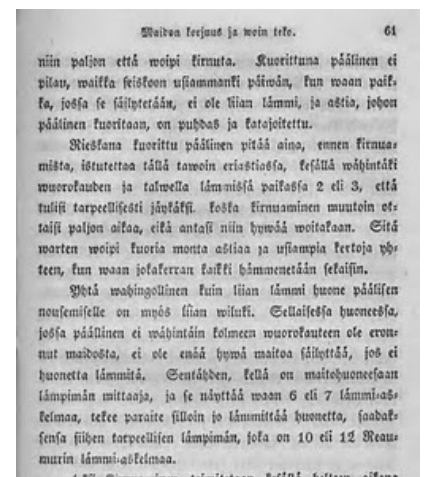 Maidon korjaus ja woin teko. 61
niin paljon että woipi kirnuta. Kuorittuna päälinen ei
pilau, waikka seiskoon usiammanki päiwän, kun waan paik-
ka, jossa se säilytetään, ei ole liian lämmi, ja astia, johon
päälinen kuoritaan, on puhdas ja katajoitettu.
Rieskana kuorittu päälinen pitää aina, ennen kirnua-
mista, istutettaa tällä tawoin eriastiassa, kesällä wähintäki
wuorokauden ja talwella lämmissä paikassa 2 eli 3, että
tulisi tarpeellisesti jäykäksi. koska kirnuaminen muutoin ot-
taisi paljon aikaa, eikä antasi niin hywää woitakaan. Sitä
warten woipi kuoria monta astiaa ja usiampia kertoja yh-
teen, kun waan jokakerran kaikki hämmenetään sekaisin.
Yhtä wahingollinen kuin liian lämmi huone päälisen
nousemiselle on myös liian wiluki. Sellaisessa huoneessa,
jossa päällinen ei wähintäin kolmeen wuorokauteen ole eron-
nut maidosta, ei ole enää hywä maitoa säilyttää, jos ei
huonetta lämmitä. Sentähden, kellä on maitohuoneesaan
lämpimän mittaaja, ja se näyttää waan 6 eli 7 lämmi-as-
kelmaa, tekee paraite silloin jo lämmittää huonetta, saadak-
sensa siihen tarpeellisen lämpimän, joka on 10 eli 12 Reau-
murin lämmi-askelmaa.